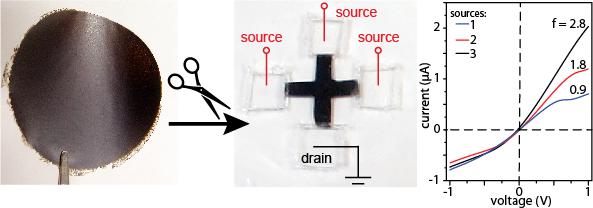 source
source
source
drain
sources:
1
2
3
f = 2.8
1.8
0.9
2
1
0
-1
current (µA)
-1
0
1
voltage (V)